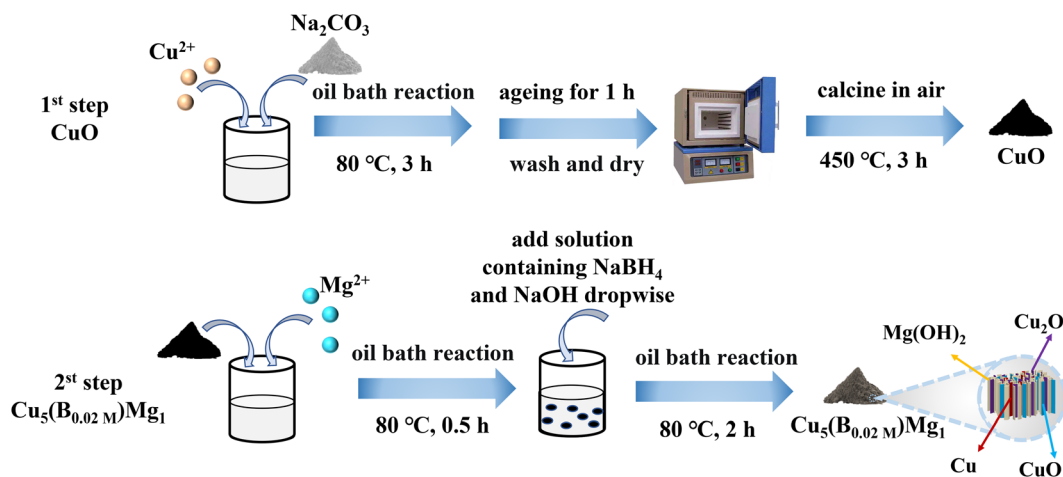 Na₂CO₃
Cu²⁺
1ˢᵗ step
CuO
oil bath reaction
80 °C, 3 h
ageing for 1 h
wash and dry
calcine in air
450 °C, 3 h
CuO
add solution
containing NaBH₄
and NaOH dropwise
Mg²⁺
2ˢᵗ step
Cu₅(B₀.₀₂ ₘ)Mg₁
oil bath reaction
80 °C, 0.5 h
oil bath reaction
80 °C, 2 h
Cu₅(B₀.₀₂ ₘ)Mg₁
Mg(OH)₂
Cu₂O
Cu
CuO